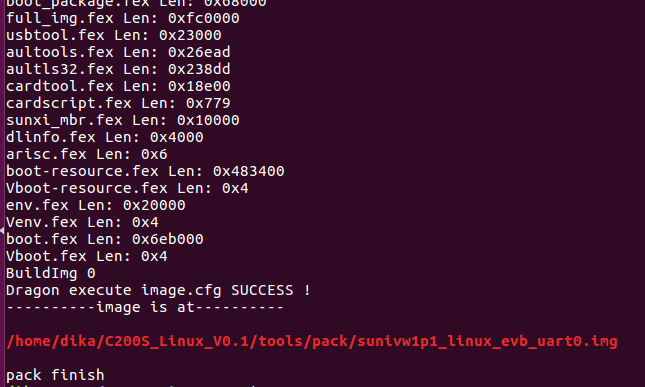 boot_package.fex Len: 0x68000
full_img.fex Len: 0xfc0000
usbtool.fex Len: 0x23000
aultools.fex Len: 0x26ead
aultls32.fex Len: 0x238dd
cardtool.fex Len: 0x18e00
cardscript.fex Len: 0x779
sunxi_mbr.fex Len: 0x10000
dlinfo.fex Len: 0x4000
arisc.fex Len: 0x6
boot-resource.fex Len: 0x483400
Vboot-resource.fex Len: 0x4
env.fex Len: 0x20000
Venv.fex Len: 0x4
boot.fex Len: 0x6eb000
Vboot.fex Len: 0x4
BuildImg 0
Dragon execute image.cfg SUCCESS !
----------image is at----------
/home/dika/C200S_Linux_V0.1/tools/pack/sunivw1p1_linux_evb_uart0.img
pack finish